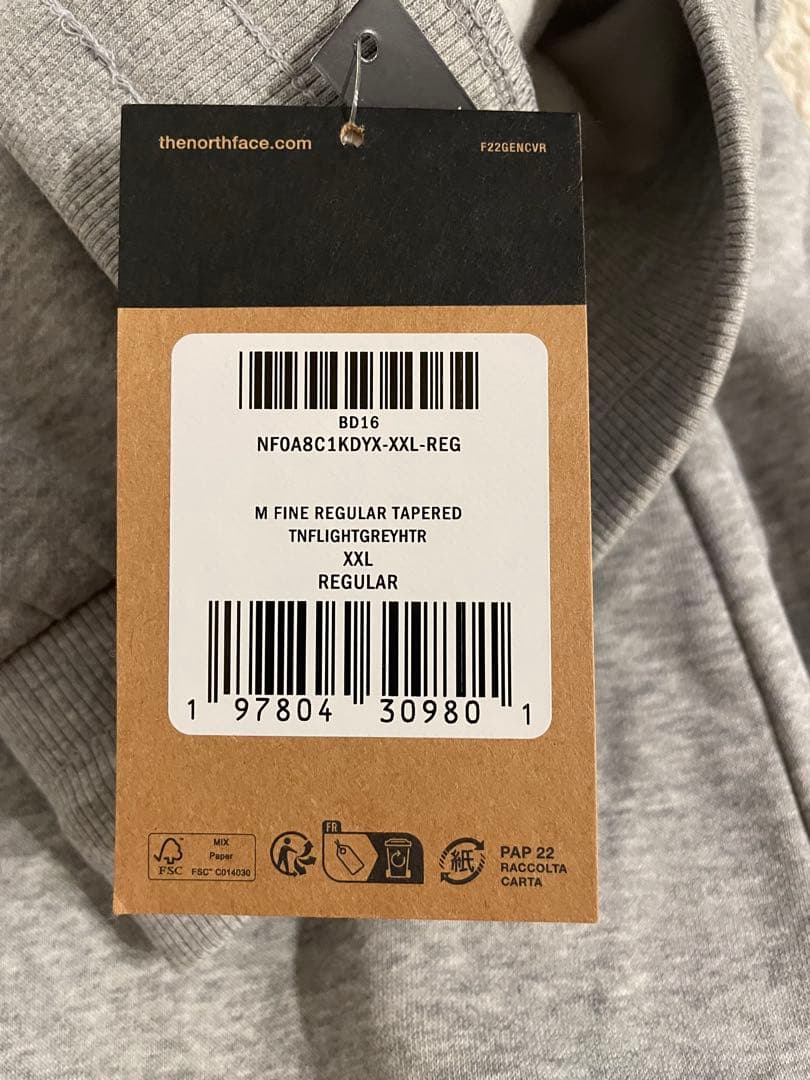 thenorthface.com
F22GENCVR
BD16
NF0A8C1KDYX-XXL-REG
M FINE REGULAR TAPERED
TNFLIGHTGREYHTR
XXL
REGULAR
1 97804 30980 1
FSC
MIX
Paper
FSC™ C014030
FR
紙
PAP 22
RACCOLTA
CARTA